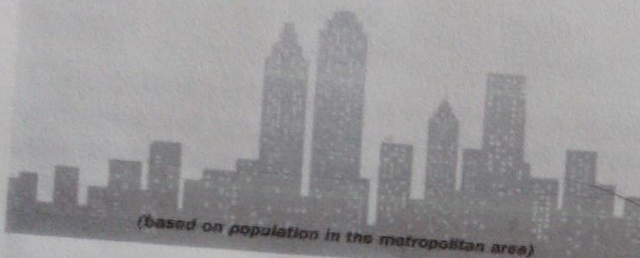 (based on population in the metropolitan area)